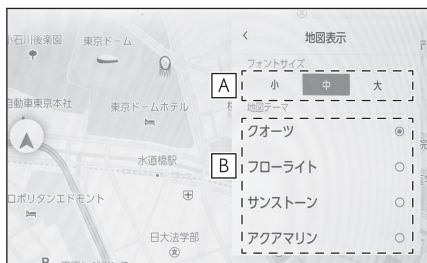 小石川後楽園
東京ドーム
自動車東京本社
東京ドームホテル
水道橋駅
ロポリタンエドモント
日大法学部
地図表示
フォントサイズ
A
小
中
大
地図テーマ
B
クオーツ
フローライト
サンストーン
アクアマリン